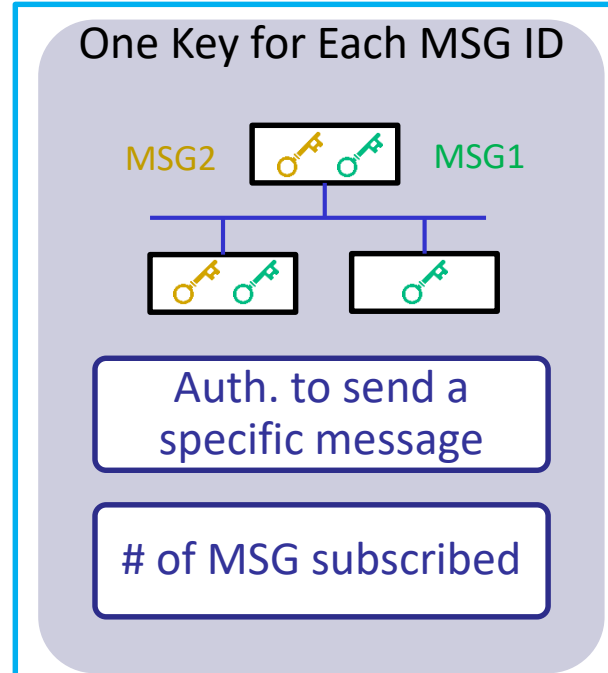 One Key for Each MSG ID
MSG2
MSG1
Auth. to send a
specific message
# of MSG subscribed